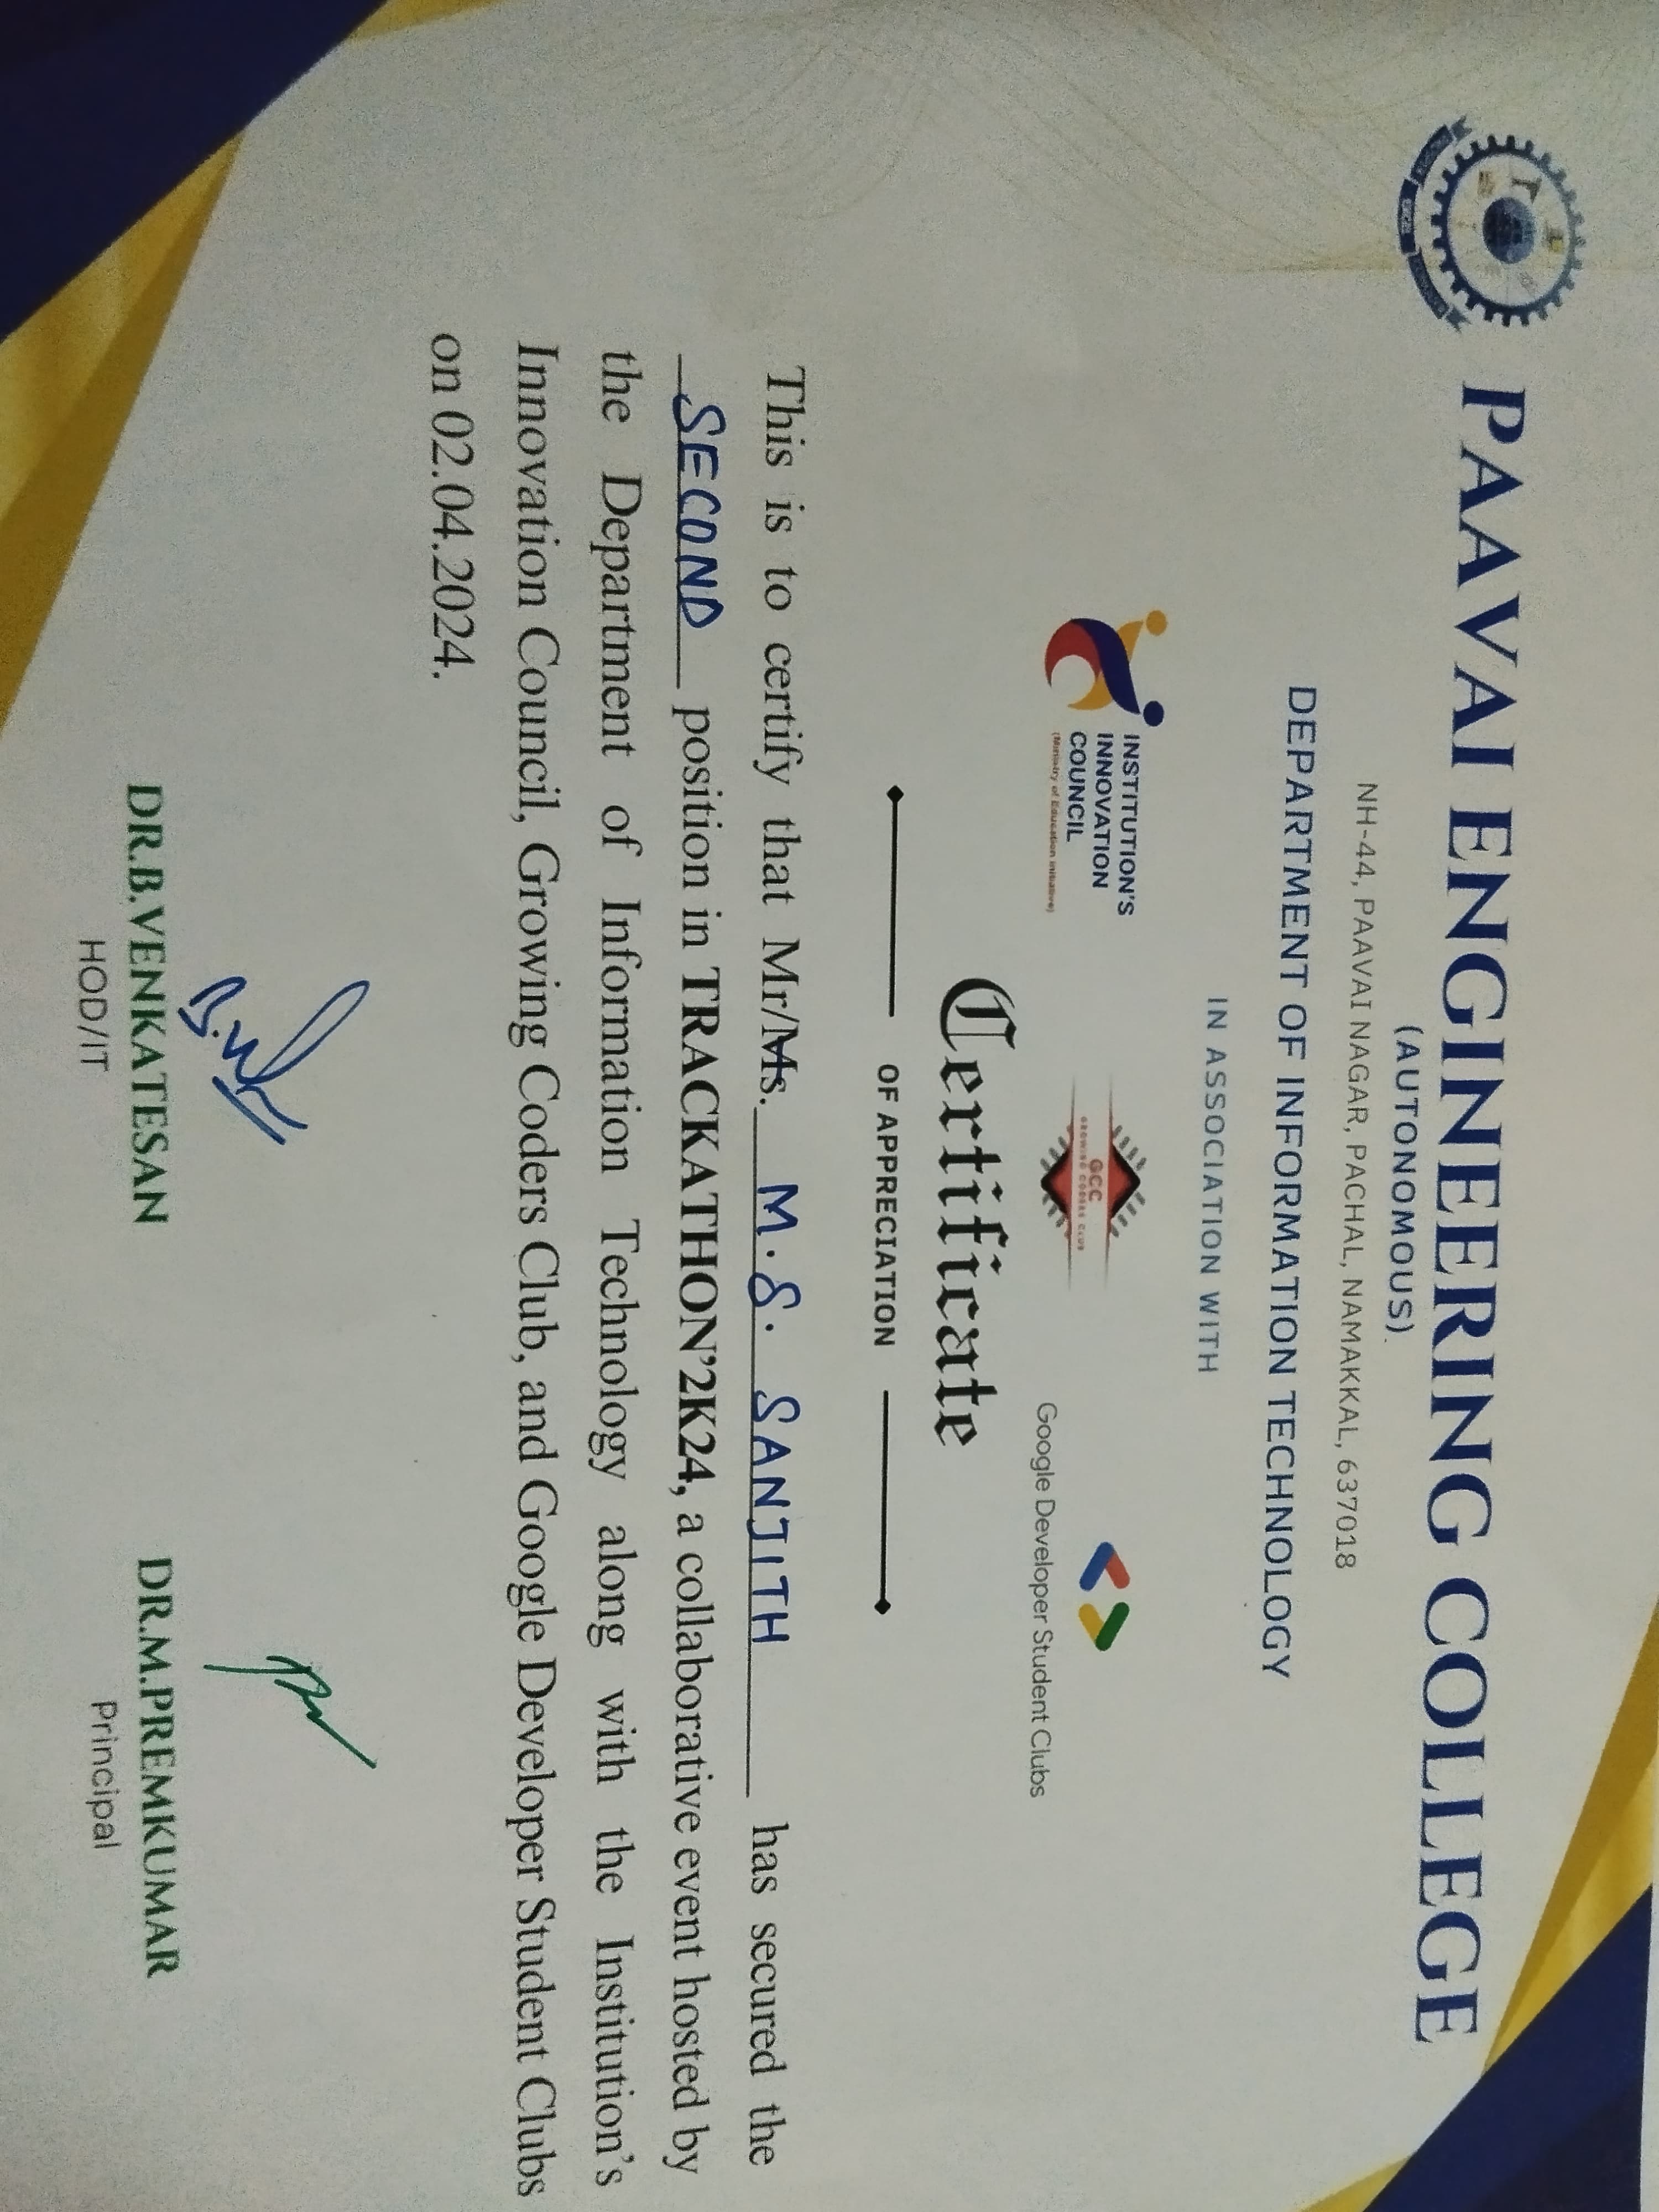 PAAVAI ENGINEERING COLLEGE
(AUTONOMOUS)
NH-44, PAAVAI NAGAR, PACHAL, NAMAKKAL, 637018
DEPARTMENT OF INFORMATION TECHNOLOGY
IN ASSOCIATION WITH
INSTITUTION'S
INNOVATION
COUNCIL
(Ministry of Education Initiative)
GCC
GROWING CODERS CLUB
Google Developer Student Clubs
Certificate
OF APPRECIATION
This is to certify that Mr/Ms. M.S. SANJITH has secured the
SECOND position in TRACKATHON'2K24, a collaborative event hosted by
the Department of Information Technology along with the Institution's
Innovation Council, Growing Coders Club, and Google Developer Student Clubs
on 02.04.2024.
DR.B.VENKATESAN
HOD/IT
DR.M.PREMKUMAR
Principal